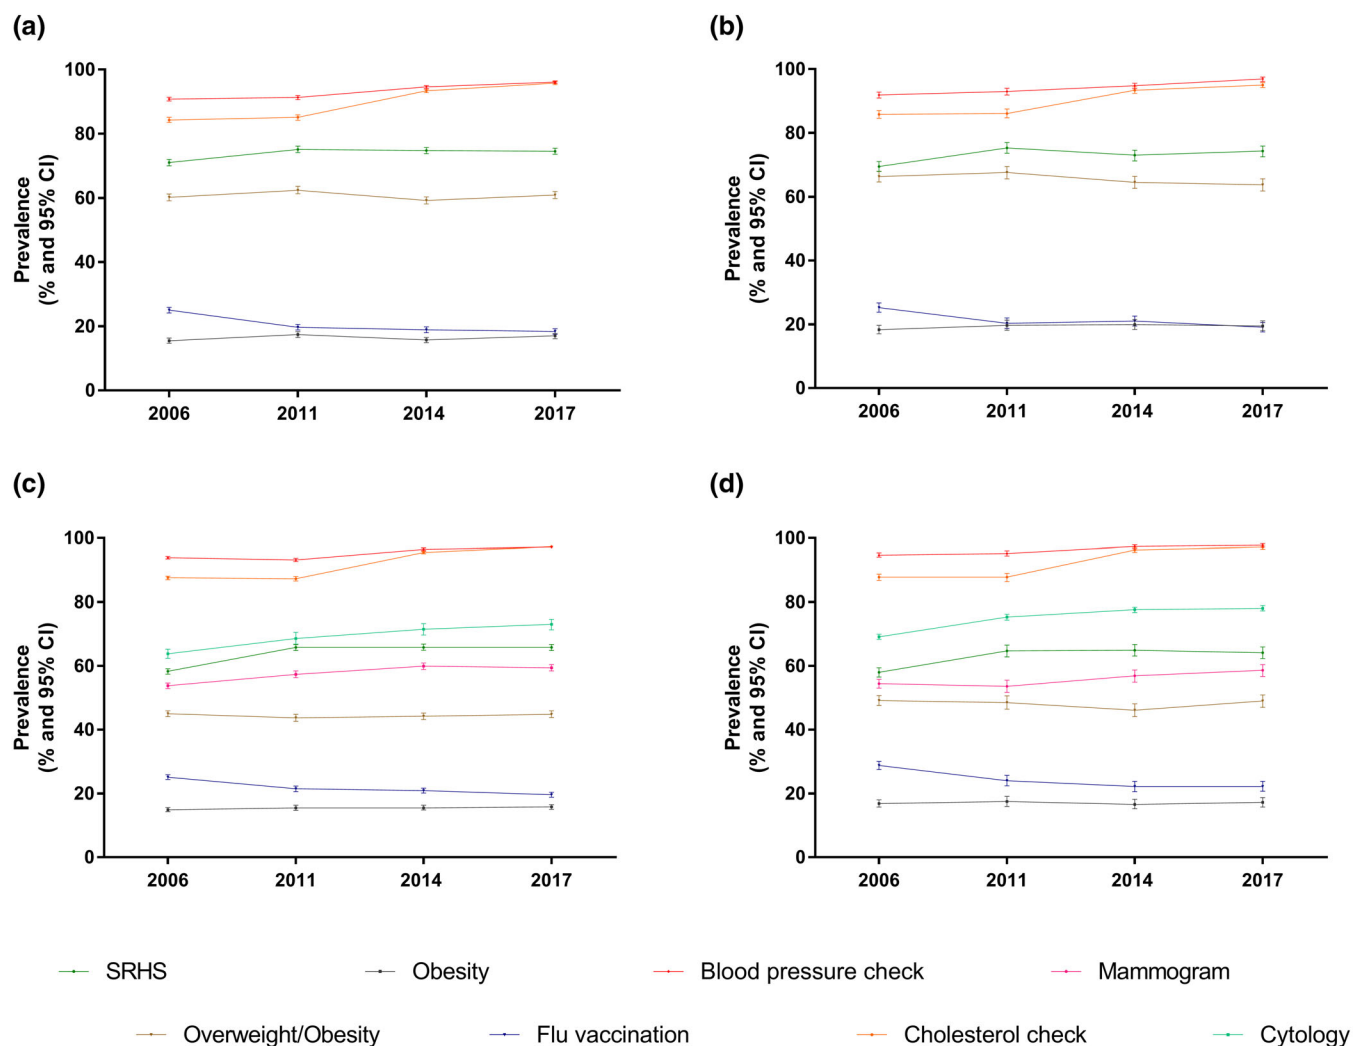 (a)
Prevalence
(% and 95% CI)
100
80
60
40
20
0
2006 2011 2014 2017
(b)
Prevalence
(% and 95% CI)
100
80
60
40
20
0
2006 2011 2014 2017
(c)
Prevalence
(% and 95% CI)
100
80
60
40
20
0
2006 2011 2014 2017
(d)
Prevalence
(% and 95% CI)
100
80
60
40
20
0
2006 2011 2014 2017
SRHS Obesity Blood pressure check Mammogram
Overweight/Obesity Flu vaccination Cholesterol check Cytology